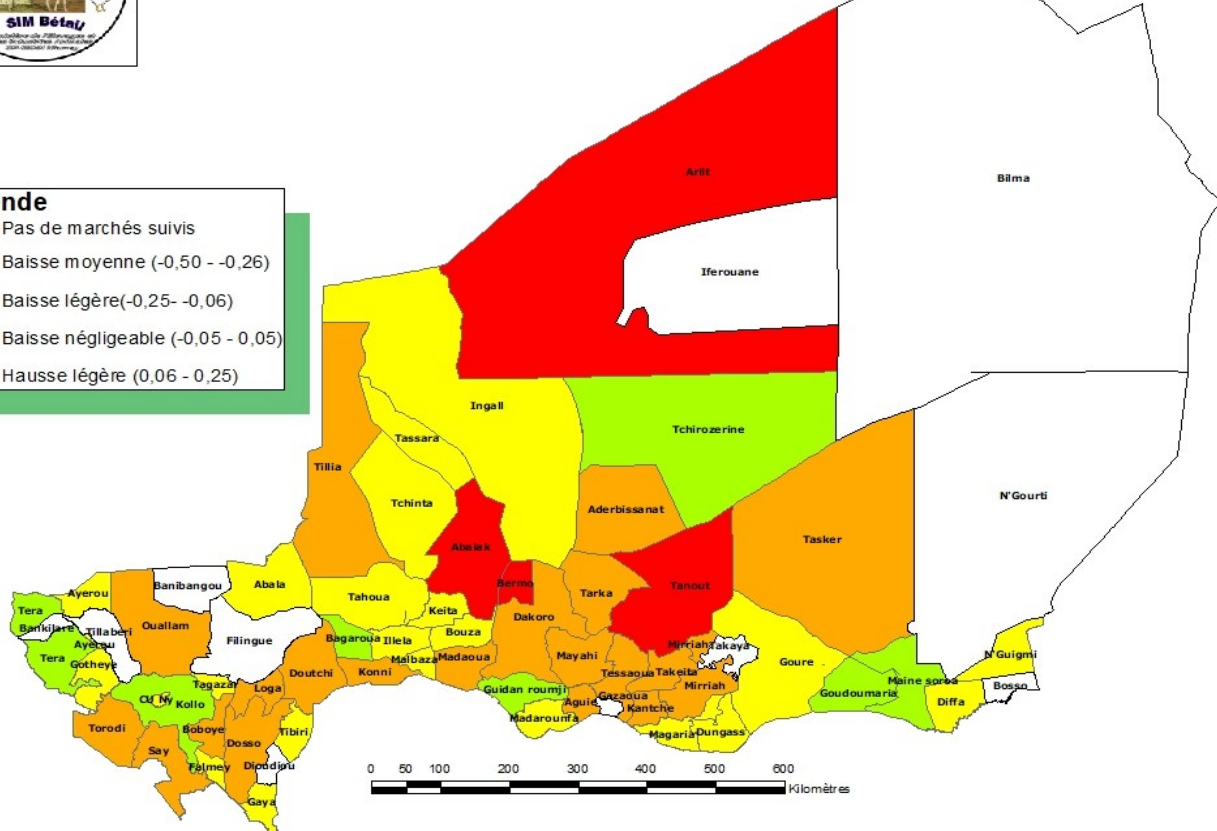 SIM Bétail
nde
Pas de marchés suivis
Baisse moyenne (-0,50 - -0,26)
Baisse légère(-0,25- -0,06)
Baisse négligeable (-0,05 - 0,05)
Hausse légère (0,06 - 0,25)
Arlit
Bilma
Iferouane
Ingall
Tchirozerine
Tassara
Tillia
Tchinta
N'Gourti
Aderbissanat
Tasker
Abalak
Tanout
Bermo
Banibangou
Abala
Ayerou
Tarka
Tahoua
Tera
Keita
Dakoro
Ouallam
Bankilare
Tillaberi
Filingue
Bagaroua
Illela
Bouza
Ayerou
Mirriah
Takaya
N'Guigmi
Tera
Gotheye
Malbaza
Madaoua
Mayahi
Goure
Doutchi
Konni
Tessaoua
Takeita
Maine soroa
Tagazar
Loga
Mirriah
Bosso
Guidan roumji
Goudoumaria
CU Ny
Kollo
Aguie
Gazaoua
Kantche
Diffa
Torodi
Boboye
Tibiri
Madarounfa
Magaria
Dungass
Say
Dosso
Falmey
Dioudiou
Gaya
0 50 100 200 300 400 500 600
Kilomètres